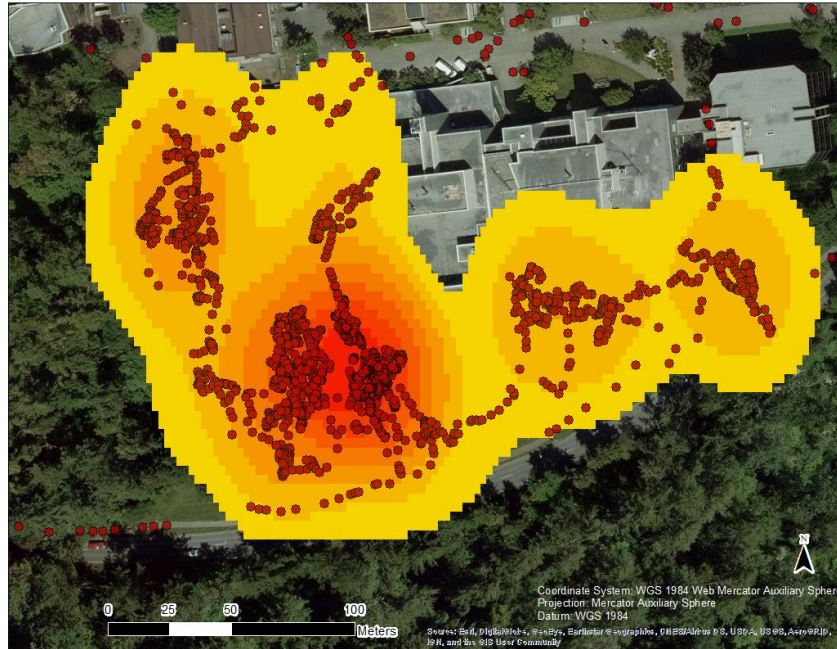 N
Coordinate System: WGS 1984 Web Mercator Auxiliary Spher
Projection: Mercator Auxiliary Sphere
Datum: WGS 1984
0 25 50 100
Meters
Source: Esri, DigitalGlobe, GeoEye, Earthstar Geographics, CNES/Airbus DS, USDA, USGS, AeroGRID,
IGN, and the GIS User Community